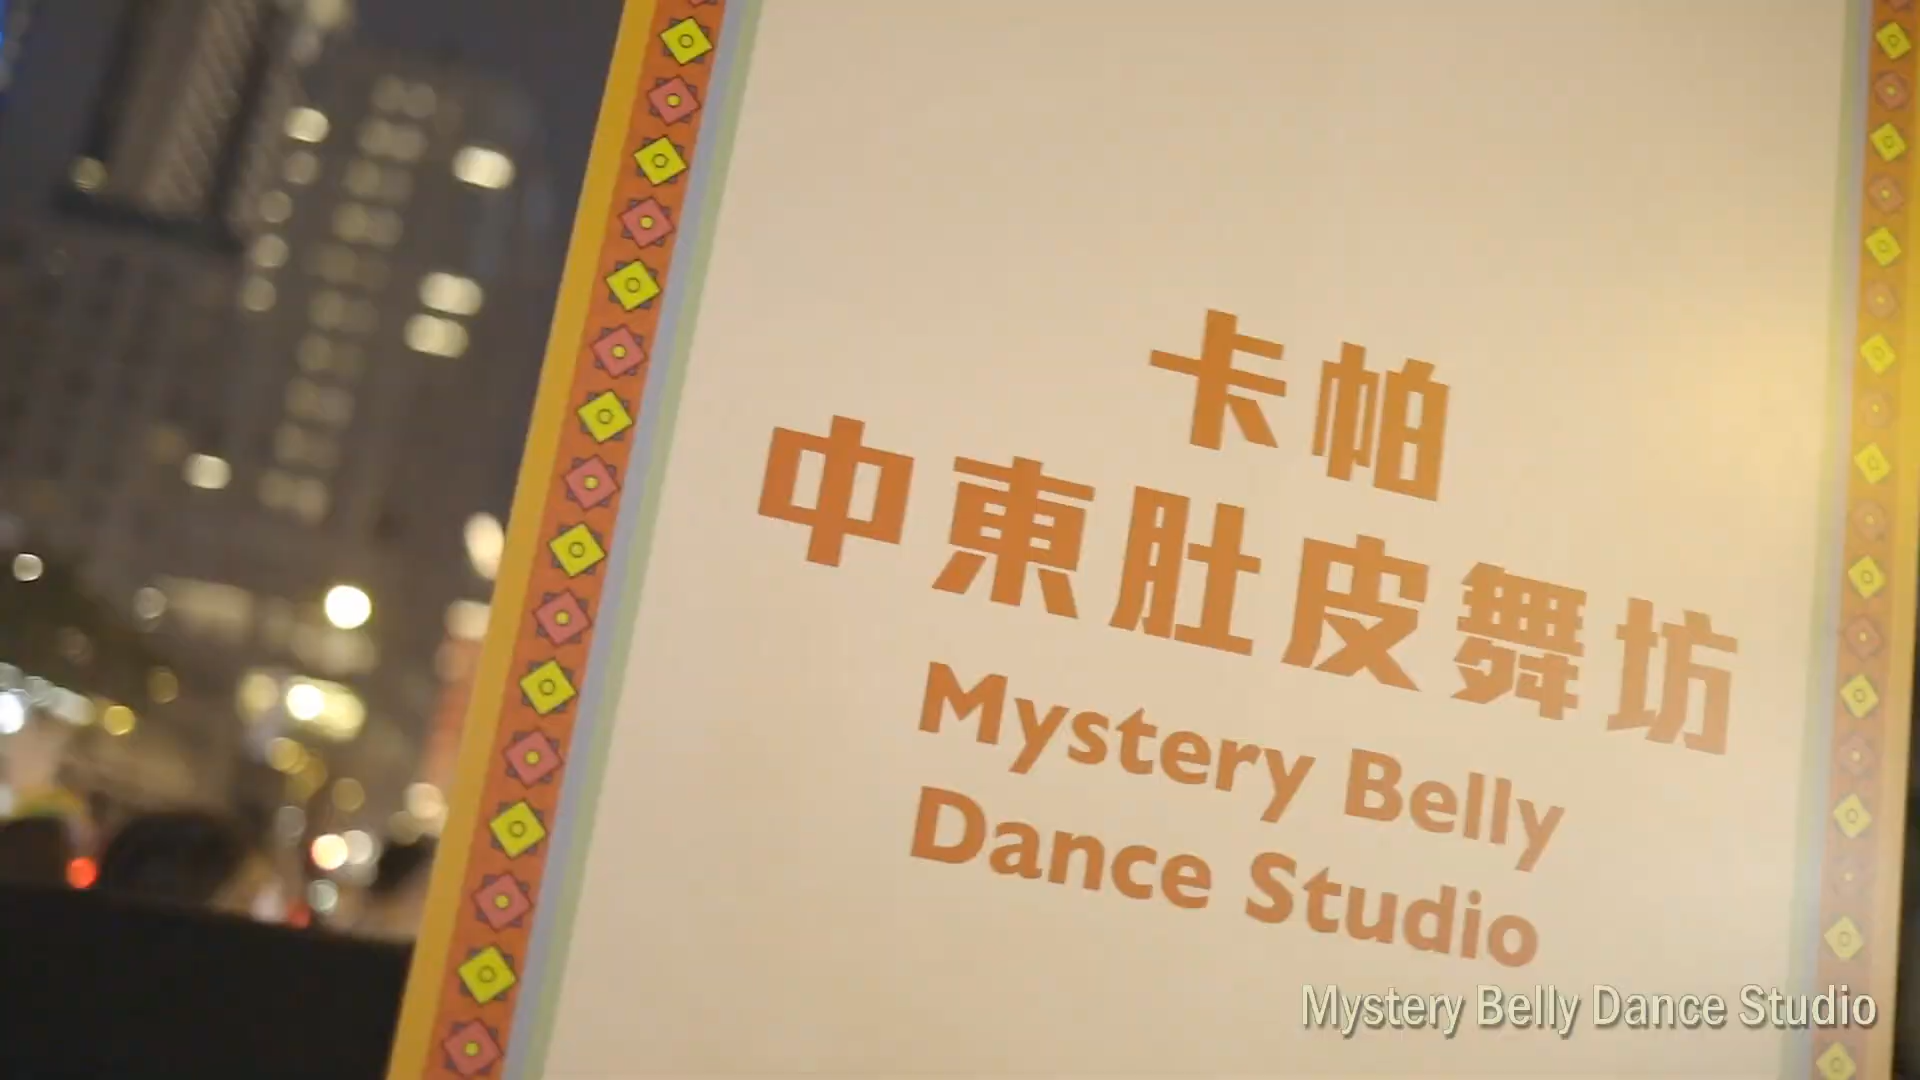 卡帕
中東肚皮舞坊
Mystery Belly
Dance Studio
Mystery Belly Dance Studio